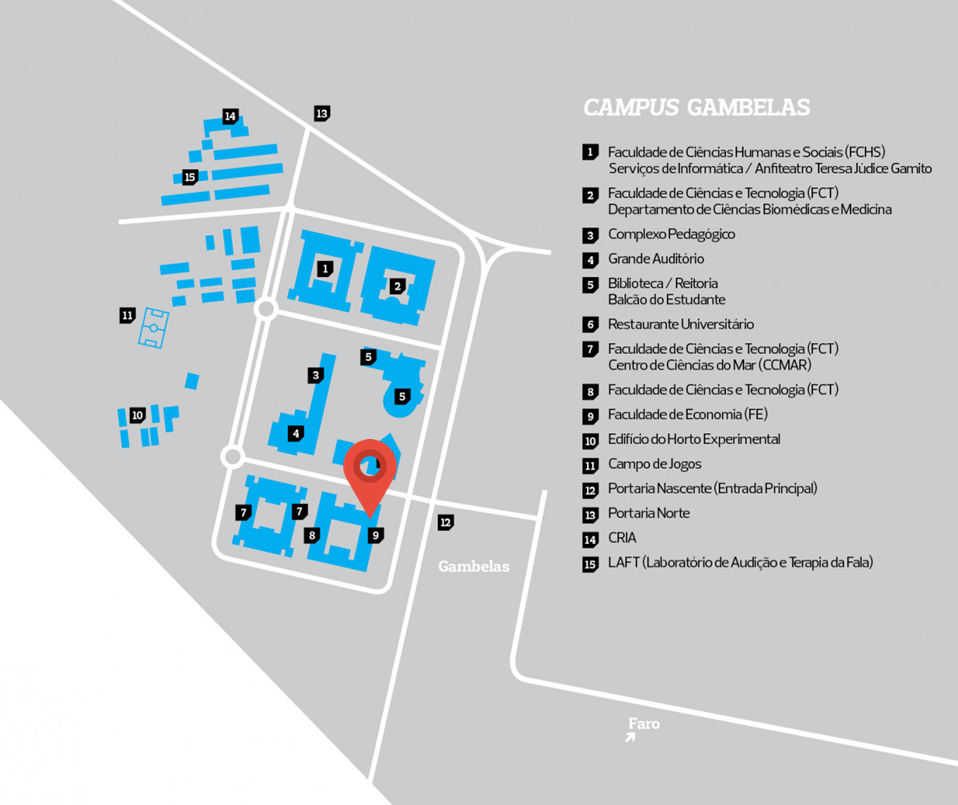 CAMPUS GAMBELAS
1 Faculdade de Ciências Humanas e Sociais (FCHS)
Serviços de Informática / Anfiteatro Teresa Júdice Gamito
2 Faculdade de Ciências e Tecnologia (FCT)
Departamento de Ciências Biomédicas e Medicina
3 Complexo Pedagógico
4 Grande Auditório
5 Biblioteca / Reitoria
Balcão do Estudante
6 Restaurante Universitário
7 Faculdade de Ciências e Tecnologia (FCT)
Centro de Ciências do Mar (CCMAR)
8 Faculdade de Ciências e Tecnologia (FCT)
9 Faculdade de Economia (FE)
10 Edifício do Horto Experimental
11 Campo de Jogos
12 Portaria Nascente (Entrada Principal)
13 Portaria Norte
14 CRIA
15 LAFT (Laboratório de Audição e Terapia da Fala)
14
13
15
1
2
11
5
3
5
10
4
7
7
8
9
12
Gambelas
Faro